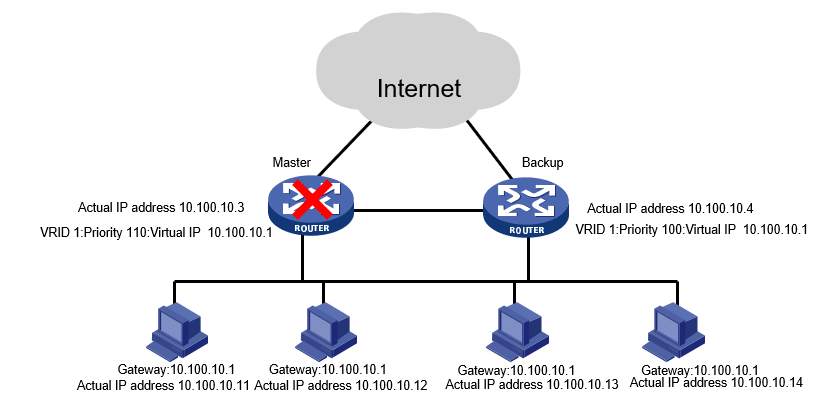 Internet
Master
Backup
Actual IP address 10.100.10.3
VRID 1:Priority 110:Virtual IP 10.100.10.1
ROUTER
ROUTER
Actual IP address 10.100.10.4
VRID 1:Priority 100:Virtual IP 10.100.10.1
Gateway:10.100.10.1
Actual IP address 10.100.10.11
Gateway:10.100.10.1
Actual IP address 10.100.10.12
Gateway:10.100.10.1
Actual IP address 10.100.10.13
Gateway:10.100.10.1
Actual IP address 10.100.10.14